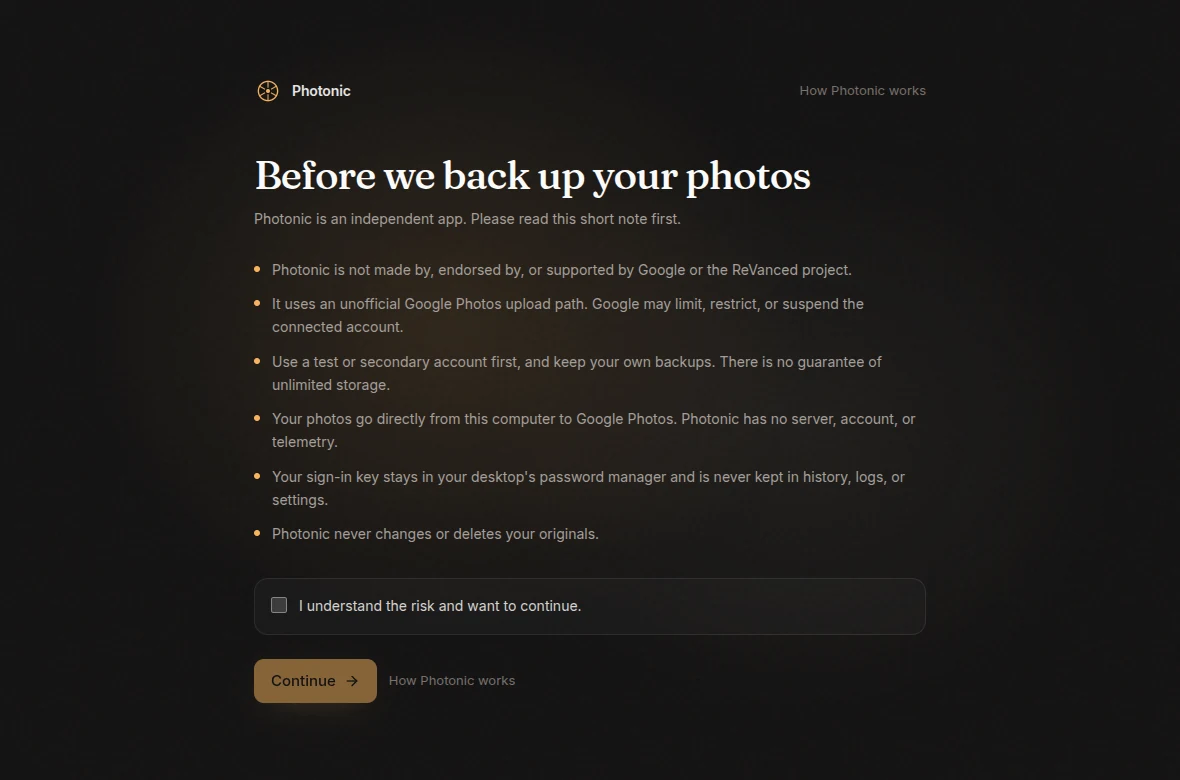 Photonic
How Photonic works
Before we back up your photos
Photonic is an independent app. Please read this short note first.
Photonic is not made by, endorsed by, or supported by Google or the ReVanced project.
It uses an unofficial Google Photos upload path. Google may limit, restrict, or suspend the
connected account.
Use a test or secondary account first, and keep your own backups. There is no guarantee of
unlimited storage.
Your photos go directly from this computer to Google Photos. Photonic has no server, account, or
telemetry.
Your sign-in key stays in your desktop's password manager and is never kept in history, logs, or
settings.
Photonic never changes or deletes your originals.
I understand the risk and want to continue.
Continue
How Photonic works